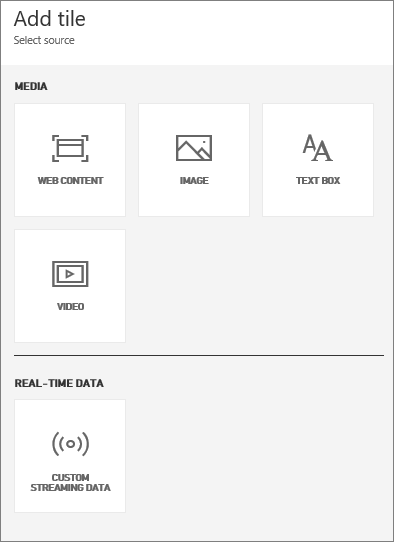 Add tile
Select source
MEDIA
WEB CONTENT
IMAGE
TEXT BOX
VIDEO
REAL-TIME DATA
CUSTOM
STREAMING DATA